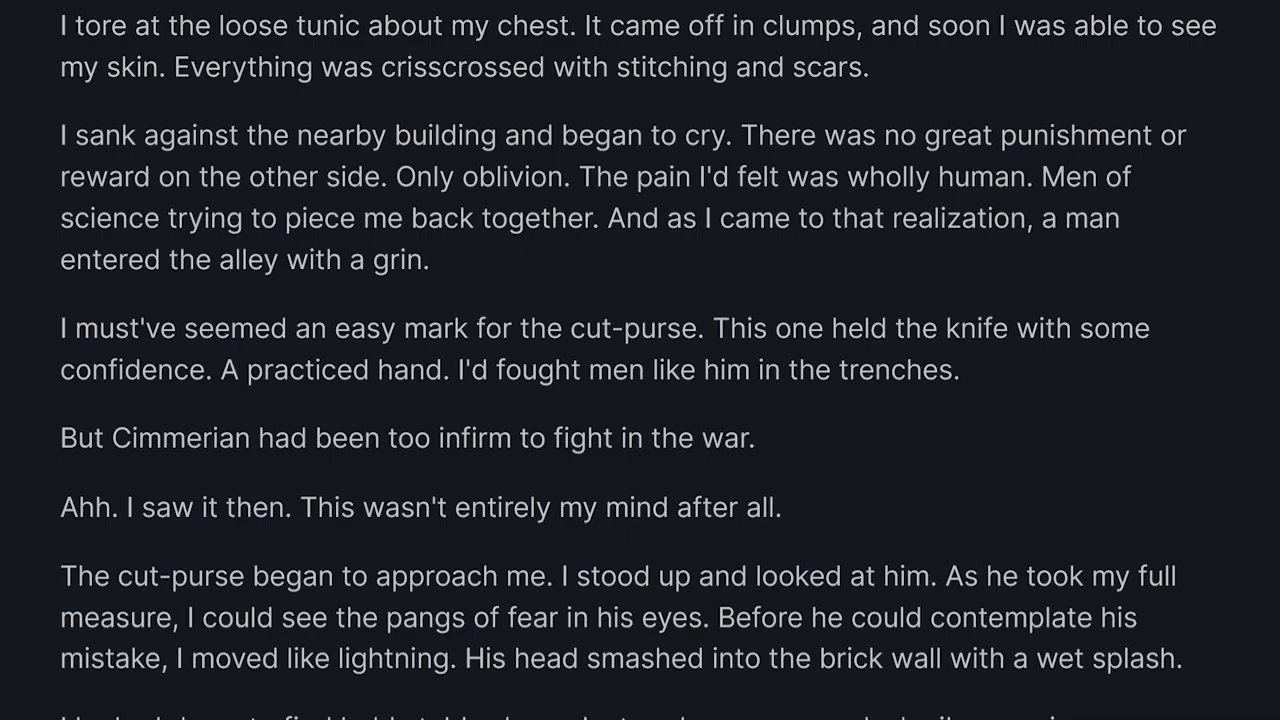 I tore at the loose tunic about my chest. It came off in clumps, and soon I was able to see
my skin. Everything was crisscrossed with stitching and scars.
I sank against the nearby building and began to cry. There was no great punishment or
reward on the other side. Only oblivion. The pain I'd felt was wholly human. Men of
science trying to piece me back together. And as I came to that realization, a man
entered the alley with a grin.
I must've seemed an easy mark for the cut-purse. This one held the knife with some
confidence. A practiced hand. I'd fought men like him in the trenches.
But Cimmerian had been too infirm to fight in the war.
Ahh. I saw it then. This wasn't entirely my mind after all.
The cut-purse began to approach me. I stood up and looked at him. As he took my full
measure, I could see the pangs of fear in his eyes. Before he could contemplate his
mistake, I moved like lightning. His head smashed into the brick wall with a wet splash.